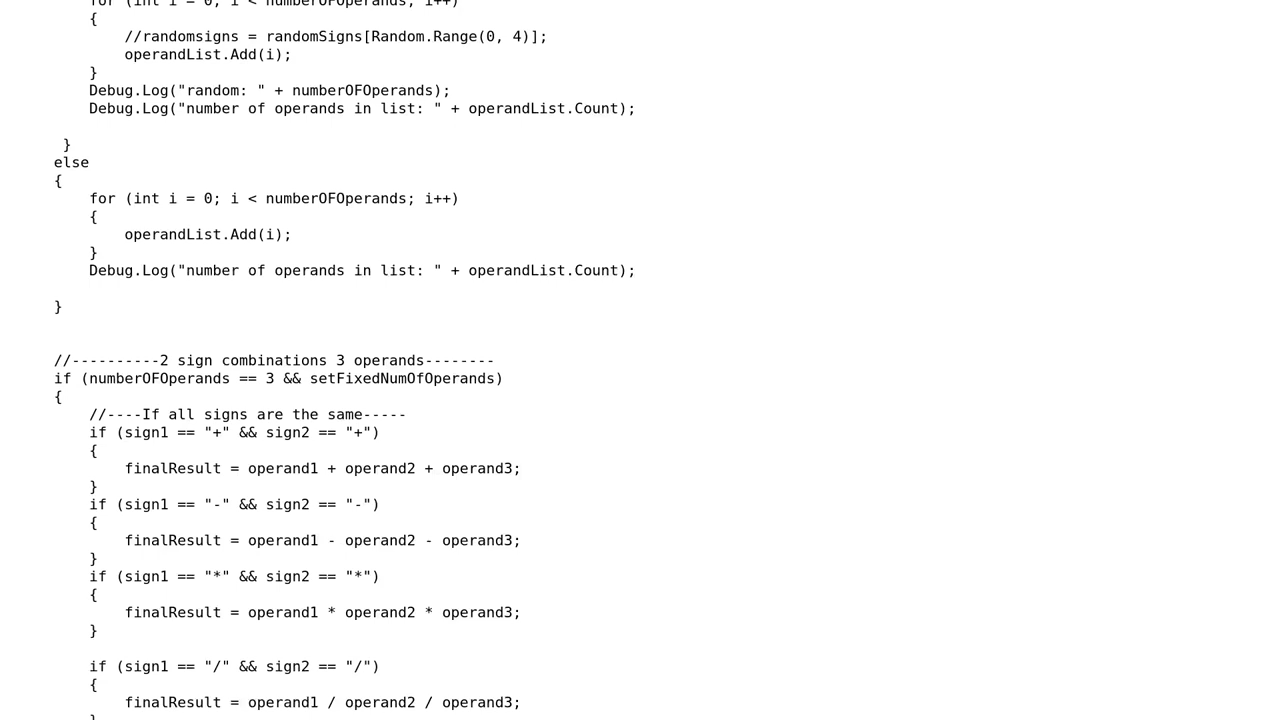 for (int i = 0; i < numberOFOperands; i++)
{
//randomsigns = randomSigns[Random.Range(0, 4)];
operandList.Add(i);
}
Debug.Log("random: " + numberOFOperands);
Debug.Log("number of operands in list: " + operandList.Count);
}
else
{
for (int i = 0; i < numberOFOperands; i++)
{
operandList.Add(i);
}
Debug.Log("number of operands in list: " + operandList.Count);
}
//----------2 sign combinations 3 operands--------
if (numberOFOperands == 3 && setFixedNumOfOperands)
{
//----If all signs are the same-----
if (sign1 == "+" && sign2 == "+")
{
finalResult = operand1 + operand2 + operand3;
}
if (sign1 == "-" && sign2 == "-")
{
finalResult = operand1 - operand2 - operand3;
}
if (sign1 == "*" && sign2 == "*")
{
finalResult = operand1 * operand2 * operand3;
}
if (sign1 == "/" && sign2 == "/")
{
finalResult = operand1 / operand2 / operand3;
}